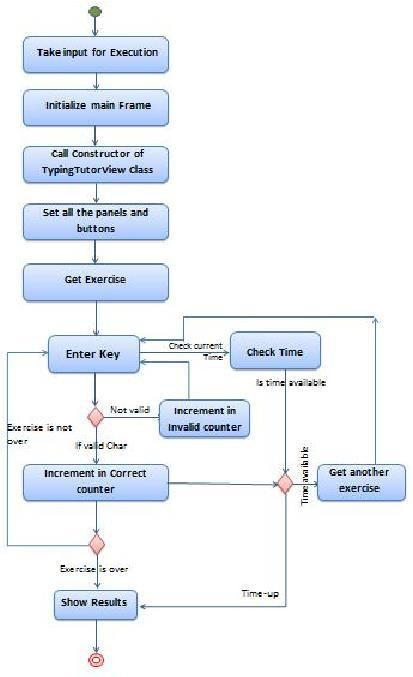 Take input for Execution
Initialize main Frame
Call Constructor of
TypingTutorView Class
Set all the panels and
buttons
Get Exercise
Enter Key
Check current
Time
Check Time
Is time available
Not valid
Increment in
Invalid counter
Exercise is not
over
If valid Char
Increment in Correct
counter
Time available
Get another
exercise
Exercise is over
Time-up
Show Results